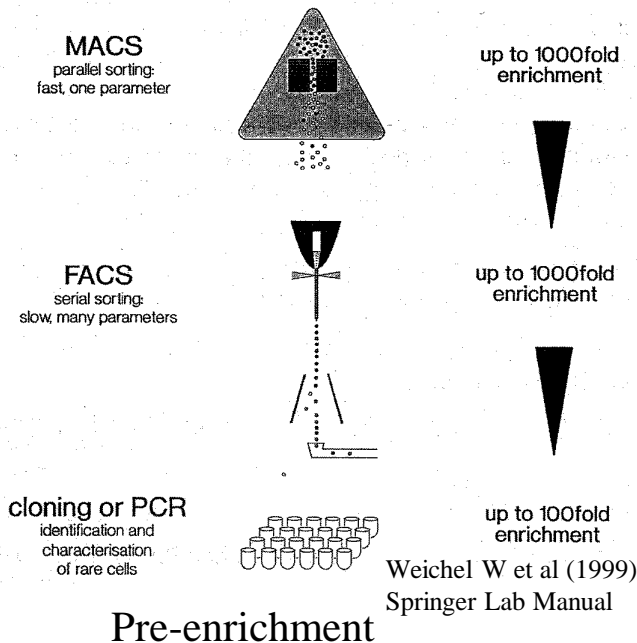 MACS
parallel sorting:
fast, one parameter
up to 1000fold
enrichment
FACS
serial sorting:
slow, many parameters
up to 1000fold
enrichment
cloning or PCR
identification and
characterisation
of rare cells
up to 100fold
enrichment
Weichel W et al (1999)
Springer Lab Manual
Pre-enrichment